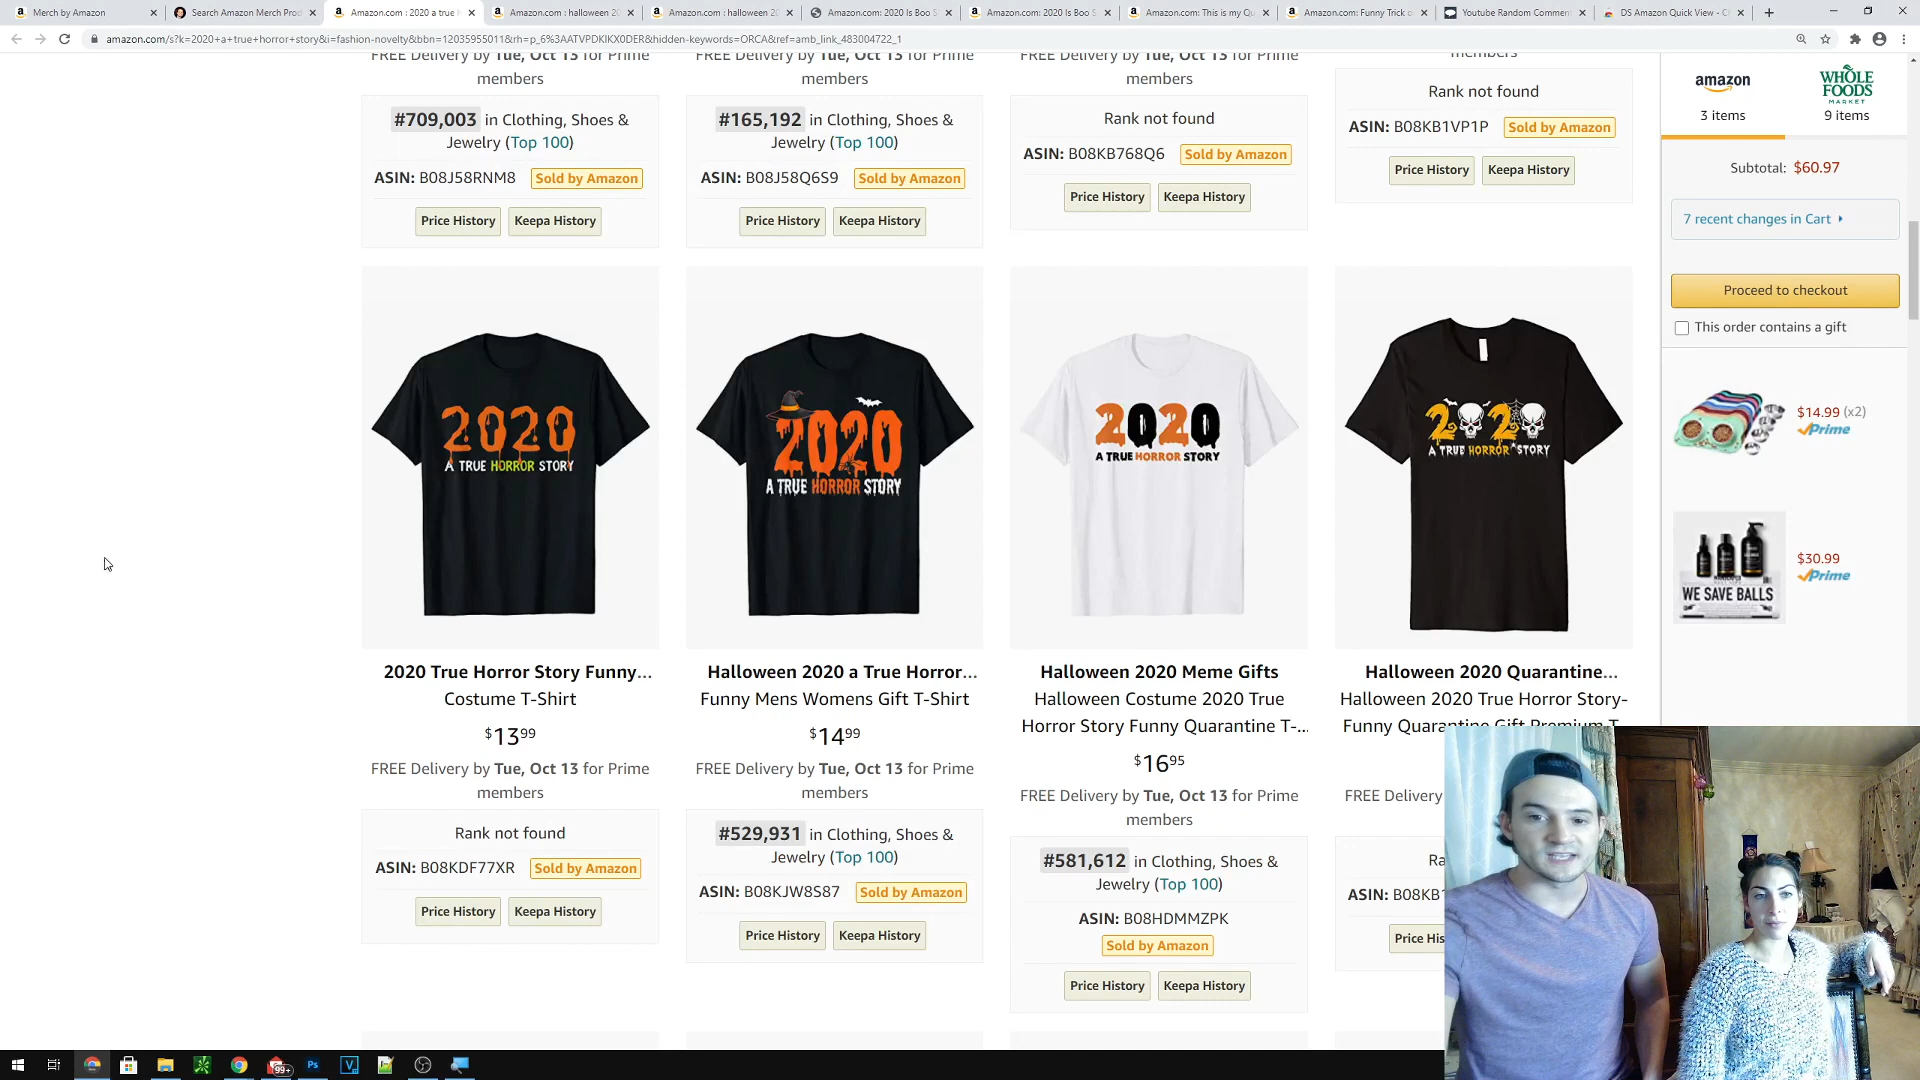 Merch by Amazon
Search Amazon Merch Prod
Amazon.com : 2020 a true h
Amazon.com : halloween 20
Amazon.com : halloween 20
Amazon.com: 2020 Is Boo S
Amazon.com: 2020 Is Boo S
Amazon.com: This is my Qu
Amazon.com: Funny Trick o
Youtube Random Comment
DS Amazon Quick View - C
amazon.com/s?k=2020+a+true+horror+story&i=fashion-novelty&bbn=12035955011&rh=p_6%3AATVPDKIKX0DER&hidden-keywords=ORCA&ref=amb_link_483004722_1
FREE Delivery by Tue, Oct 13 for Prime
members
#709,003 in Clothing, Shoes &
Jewelry (Top 100)
ASIN: B08J58RNM8 Sold by Amazon
Price History Keepa History
FREE Delivery by Tue, Oct 13 for Prime
members
#165,192 in Clothing, Shoes &
Jewelry (Top 100)
ASIN: B08J58Q6S9 Sold by Amazon
Price History Keepa History
FREE Delivery by Tue, Oct 13 for Prime
members
Rank not found
ASIN: B08KB768Q6 Sold by Amazon
Price History Keepa History
members
Rank not found
ASIN: B08KB1VP1P Sold by Amazon
Price History Keepa History
2020
A TRUE HORROR STORY
2020 True Horror Story Funny...
Costume T-Shirt
$1399
FREE Delivery by Tue, Oct 13 for Prime
members
Rank not found
ASIN: B08KDF77XR Sold by Amazon
Price History Keepa History
2020
A TRUE HORROR STORY
Halloween 2020 a True Horror...
Funny Mens Womens Gift T-Shirt
$1499
FREE Delivery by Tue, Oct 13 for Prime
members
#529,931 in Clothing, Shoes &
Jewelry (Top 100)
ASIN: B08KJW8S87 Sold by Amazon
Price History Keepa History
2020
A TRUE HORROR STORY
Halloween 2020 Meme Gifts
Halloween Costume 2020 True
Horror Story Funny Quarantine T-...
$1695
FREE Delivery by Tue, Oct 13 for Prime
members
#581,612 in Clothing, Shoes &
Jewelry (Top 100)
ASIN: B08HDMMZPK
Sold by Amazon
Price History Keepa History
2020
A TRUE HORROR STORY
Halloween 2020 Quarantine...
Halloween 2020 True Horror Story-
Funny Quarantine Gift Premium T
FREE Delivery
Ra
ASIN: B08KB1
Price His
amazon
3 items
WHOLE
FOODS
MARKET
9 items
Subtotal: $60.97
7 recent changes in Cart
Proceed to checkout
This order contains a gift
$14.99 (x2)
Prime
$30.99
Prime
WE SAVE BALLS
99+
Ps